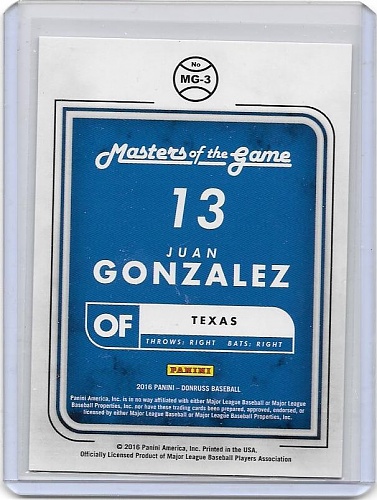 No
MG-3
Masters of the Game
13
JUAN
GONZALEZ
OF
TEXAS
THROWS: RIGHT BATS: RIGHT
PANINI
2016 PANINI – DONRUSS BASEBALL
Panini America, Inc. is in no way affiliated with either Major League Baseball or Major League
Baseball Properties, Inc. nor have these trading cards been prepared, approved, endorsed, or
licensed by either Major League Baseball or Major League Baseball Properties, Inc.
© 2016 Panini America, Inc. Printed in the USA.
Officially Licensed Product of Major League Baseball Players Association